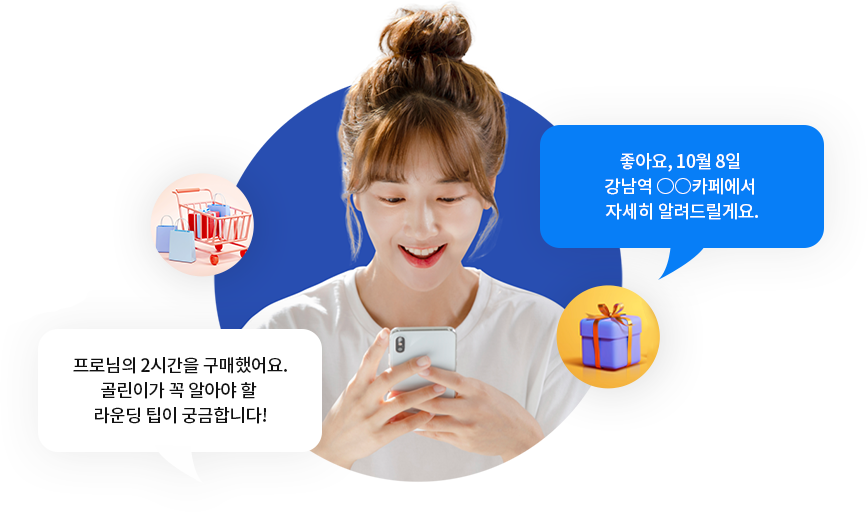 좋아요, 10월 8일
강남역 ○○카페에서
자세히 알려드릴게요.
프로님의 2시간을 구매했어요.
골린이가 꼭 알아야 할
라운딩 팁이 궁금합니다!